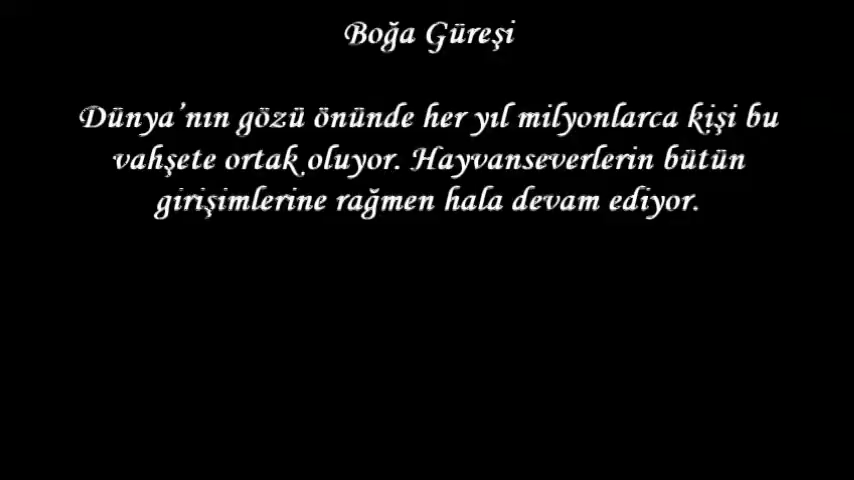 Boğa Güreşi
Dünya'nın gözü önünde her yıl milyonlarca kişi bu
vahşete ortak oluyor. Hayvanseverlerin bütün
girişimlerine rağmen hala devam ediyor.